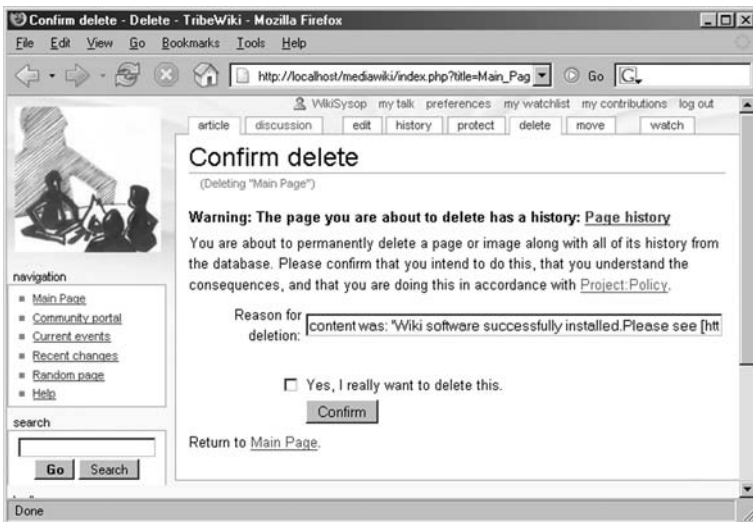 Confirm delete - Delete - TribeWiki - Mozilla Firefox
File Edit View Go Bookmarks Tools Help
http://localhost/mediawiki/index.php?title=Main_Pag Go G
WikiSysop my talk preferences my watchlist my contributions log out
article discussion edit history protect delete move watch
Confirm delete
(Deleting "Main Page")
Warning: The page you are about to delete has a history: Page history
You are about to permanently delete a page or image along with all of its history from
the database. Please confirm that you intend to do this, that you understand the
consequences, and that you are doing this in accordance with Project:Policy.
Reason for
deletion:
content was: "Wiki software successfully installed.Please see [htt
Yes, I really want to delete this.
Confirm
Return to Main Page.
navigation
Main Page
Community portal
Current events
Recent changes
Random page
Help
search
Go Search
Done